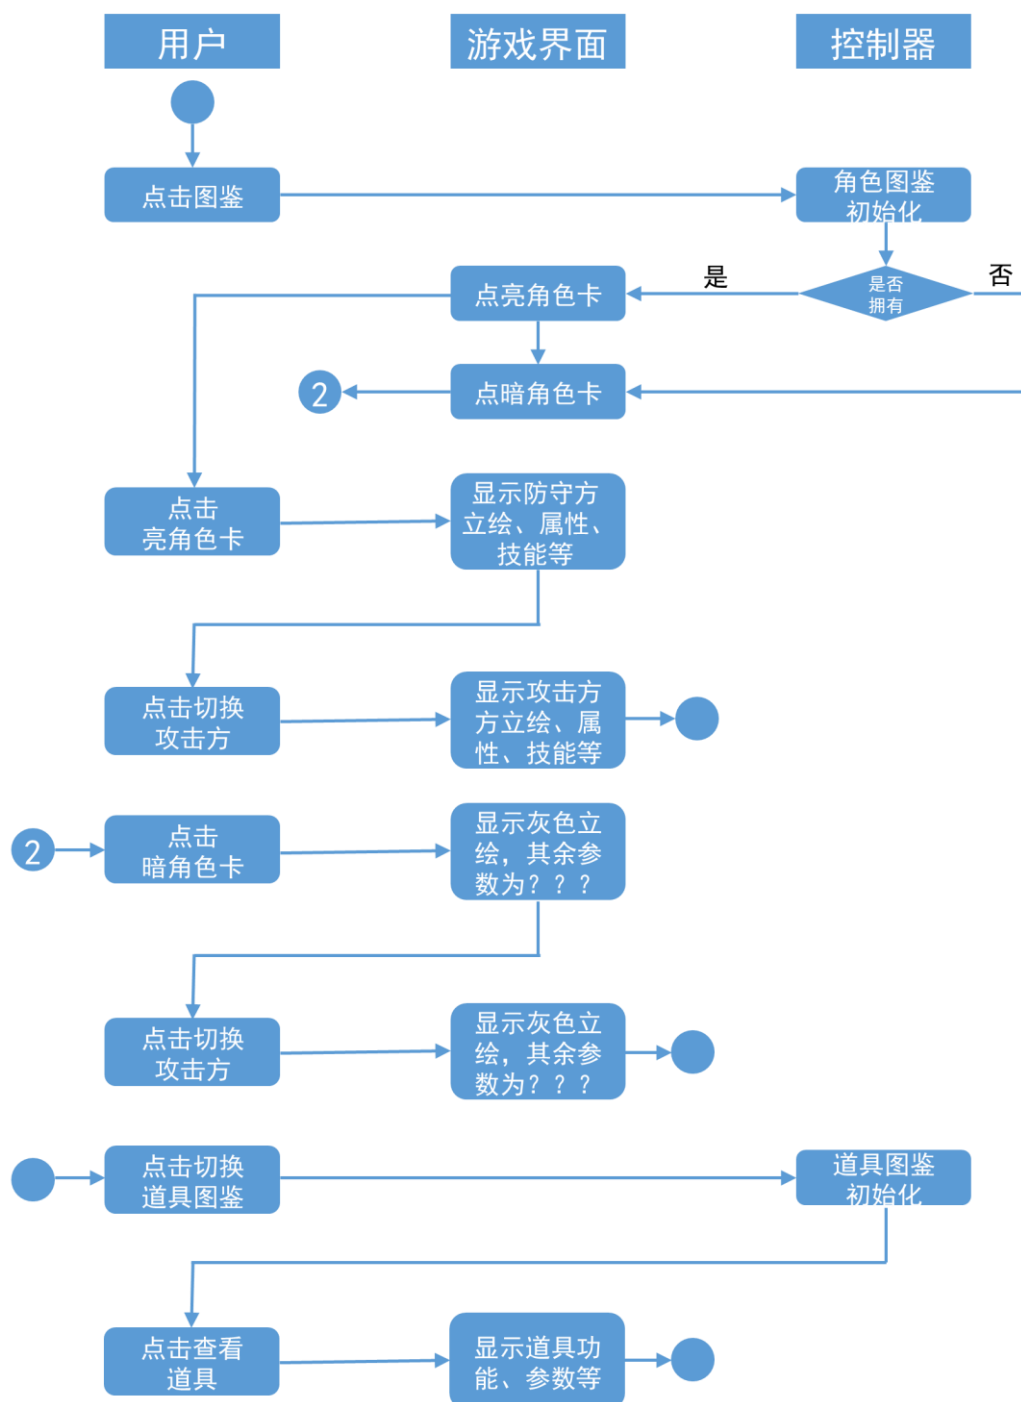 用户
游戏界面
控制器
点击图鉴
角色图鉴
初始化
是
是否
拥有
否
点亮角色卡
2
点暗角色卡
点击
亮角色卡
显示防守方
立绘、属性、
技能等
点击切换
攻击方
显示攻击方
方立绘、属
性、技能等
2
点击
暗角色卡
显示灰色立
绘，其余参
数为？？？
点击切换
攻击方
显示灰色立
绘，其余参
数为？？？
点击切换
道具图鉴
道具图鉴
初始化
点击查看
道具
显示道具功
能、参数等